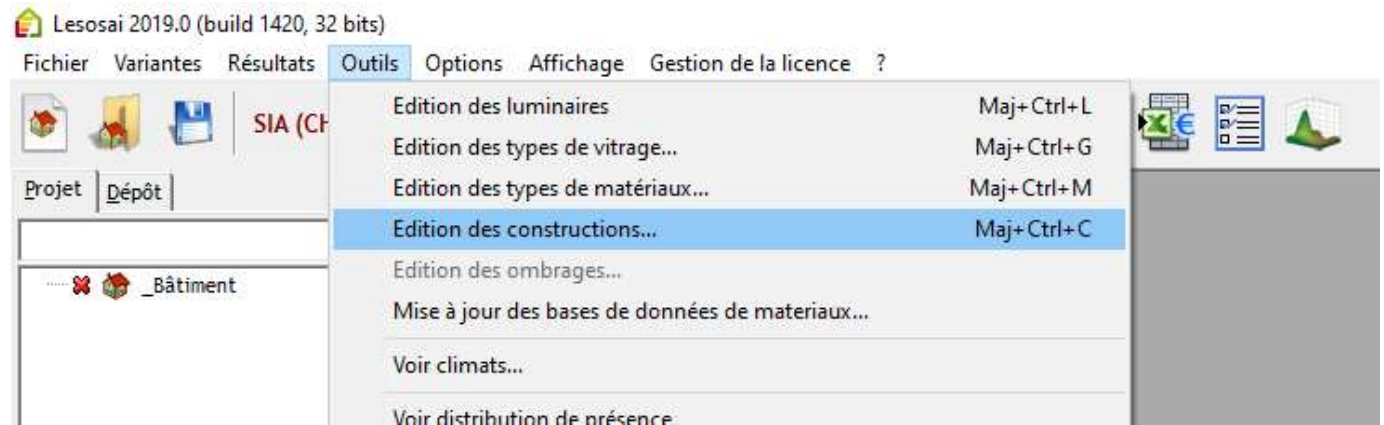 Lesosai 2019.0 (build 1420, 32 bits)
Fichier Variantes Résultats Outils Options Affichage Gestion de la licence ?
SIA (CH
Edition des luminaires Maj+Ctrl+L
Edition des types de vitrage... Maj+Ctrl+G
Projet Dépôt
Edition des types de matériaux... Maj+Ctrl+M
Edition des constructions... Maj+Ctrl+C
_Bâtiment
Edition des ombrages...
Mise à jour des bases de données de materiaux...
Voir climats...
Voir distribution de présence